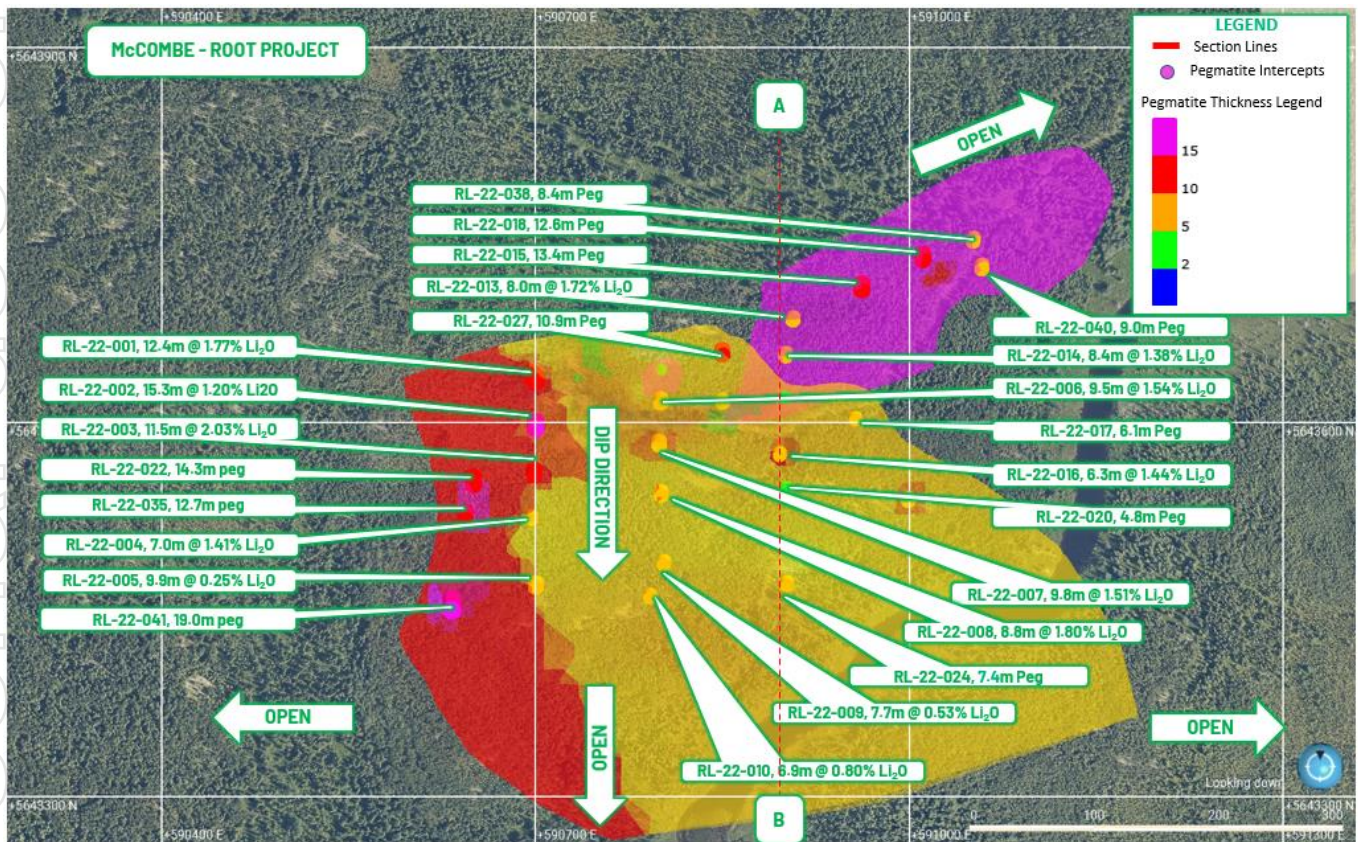 +590400 E
+590700 E
+591000 E
+5643900 N
McCOMBE - ROOT PROJECT
LEGEND
Section Lines
Pegmatite Intercepts
Pegmatite Thickness Legend
15
10
5
2
A
OPEN
RL-22-038, 8.4m Peg
RL-22-018, 12.6m Peg
RL-22-015, 13.4m Peg
RL-22-013, 8.0m @ 1.72% Li₂O
RL-22-027, 10.9m Peg
RL-22-001, 12.4m @ 1.77% Li₂O
RL-22-002, 15.3m @ 1.20% Li2O
RL-22-003, 11.5m @ 2.03% Li₂O
RL-22-022, 14.3m peg
RL-22-035, 12.7m peg
RL-22-004, 7.0m @ 1.41% Li₂O
RL-22-005, 9.9m @ 0.25% Li₂O
RL-22-041, 19.0m peg
RL-22-040, 9.0m Peg
RL-22-014, 8.4m @ 1.38% Li₂O
RL-22-006, 9.5m @ 1.54% Li₂O
RL-22-017, 6.1m Peg
+5643600 N
RL-22-016, 6.3m @ 1.44% Li₂O
RL-22-020, 4.8m Peg
DIP DIRECTION
RL-22-007, 9.8m @ 1.51% Li₂O
RL-22-008, 8.8m @ 1.80% Li₂O
RL-22-024, 7.4m Peg
RL-22-009, 7.7m @ 0.53% Li₂O
RL-22-010, 6.9m @ 0.80% Li₂O
OPEN
OPEN
OPEN
Looking down
+5643300 N
+5643300 N
B
0
100
200
300
+590400 E
+590700 E
+591000 E
+591300 E